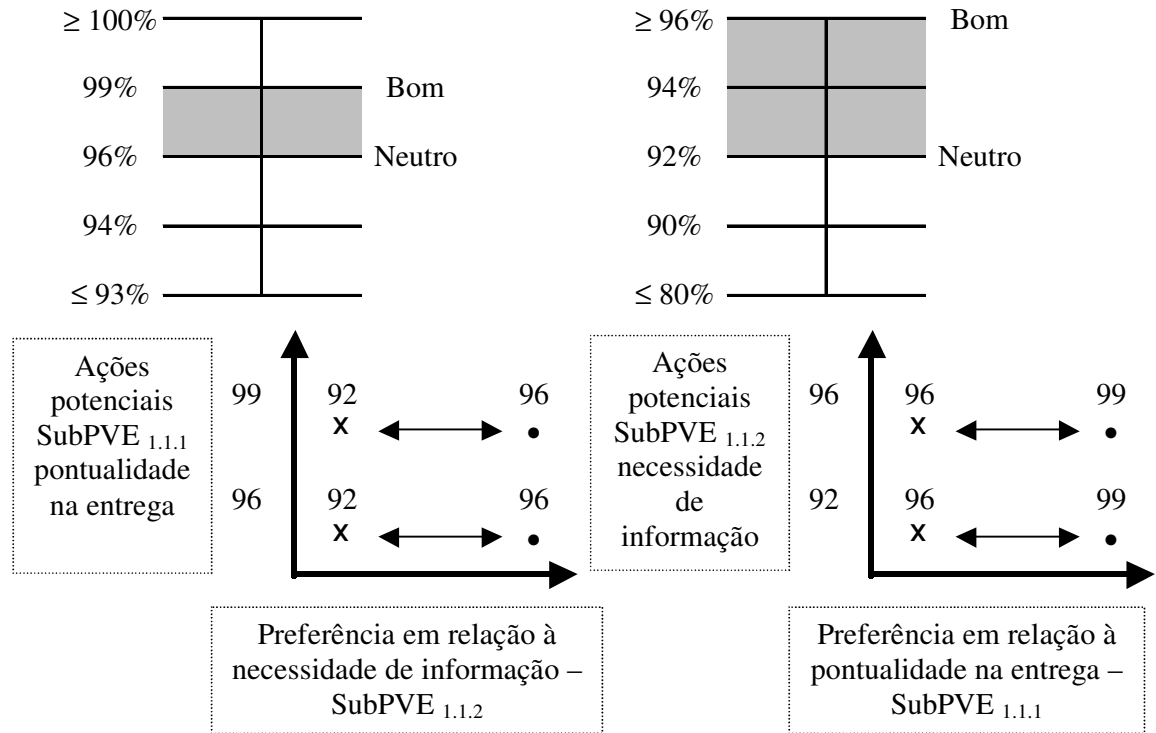 ≥ 100%
99% Bom
96% Neutro
94%
≤ 93%
≥ 96% Bom
94%
92% Neutro
90%
≤ 80%
Ações
potenciais
SubPVE 1.1.1
pontualidade
na entrega
99 92 96
x •
96 92 96
x •
Preferência em relação à
necessidade de informação –
SubPVE 1.1.2
Ações
potenciais
SubPVE 1.1.2
necessidade
de
informação
96 96 99
x •
92 96 99
x •
Preferência em relação à
pontualidade na entrega –
SubPVE 1.1.1